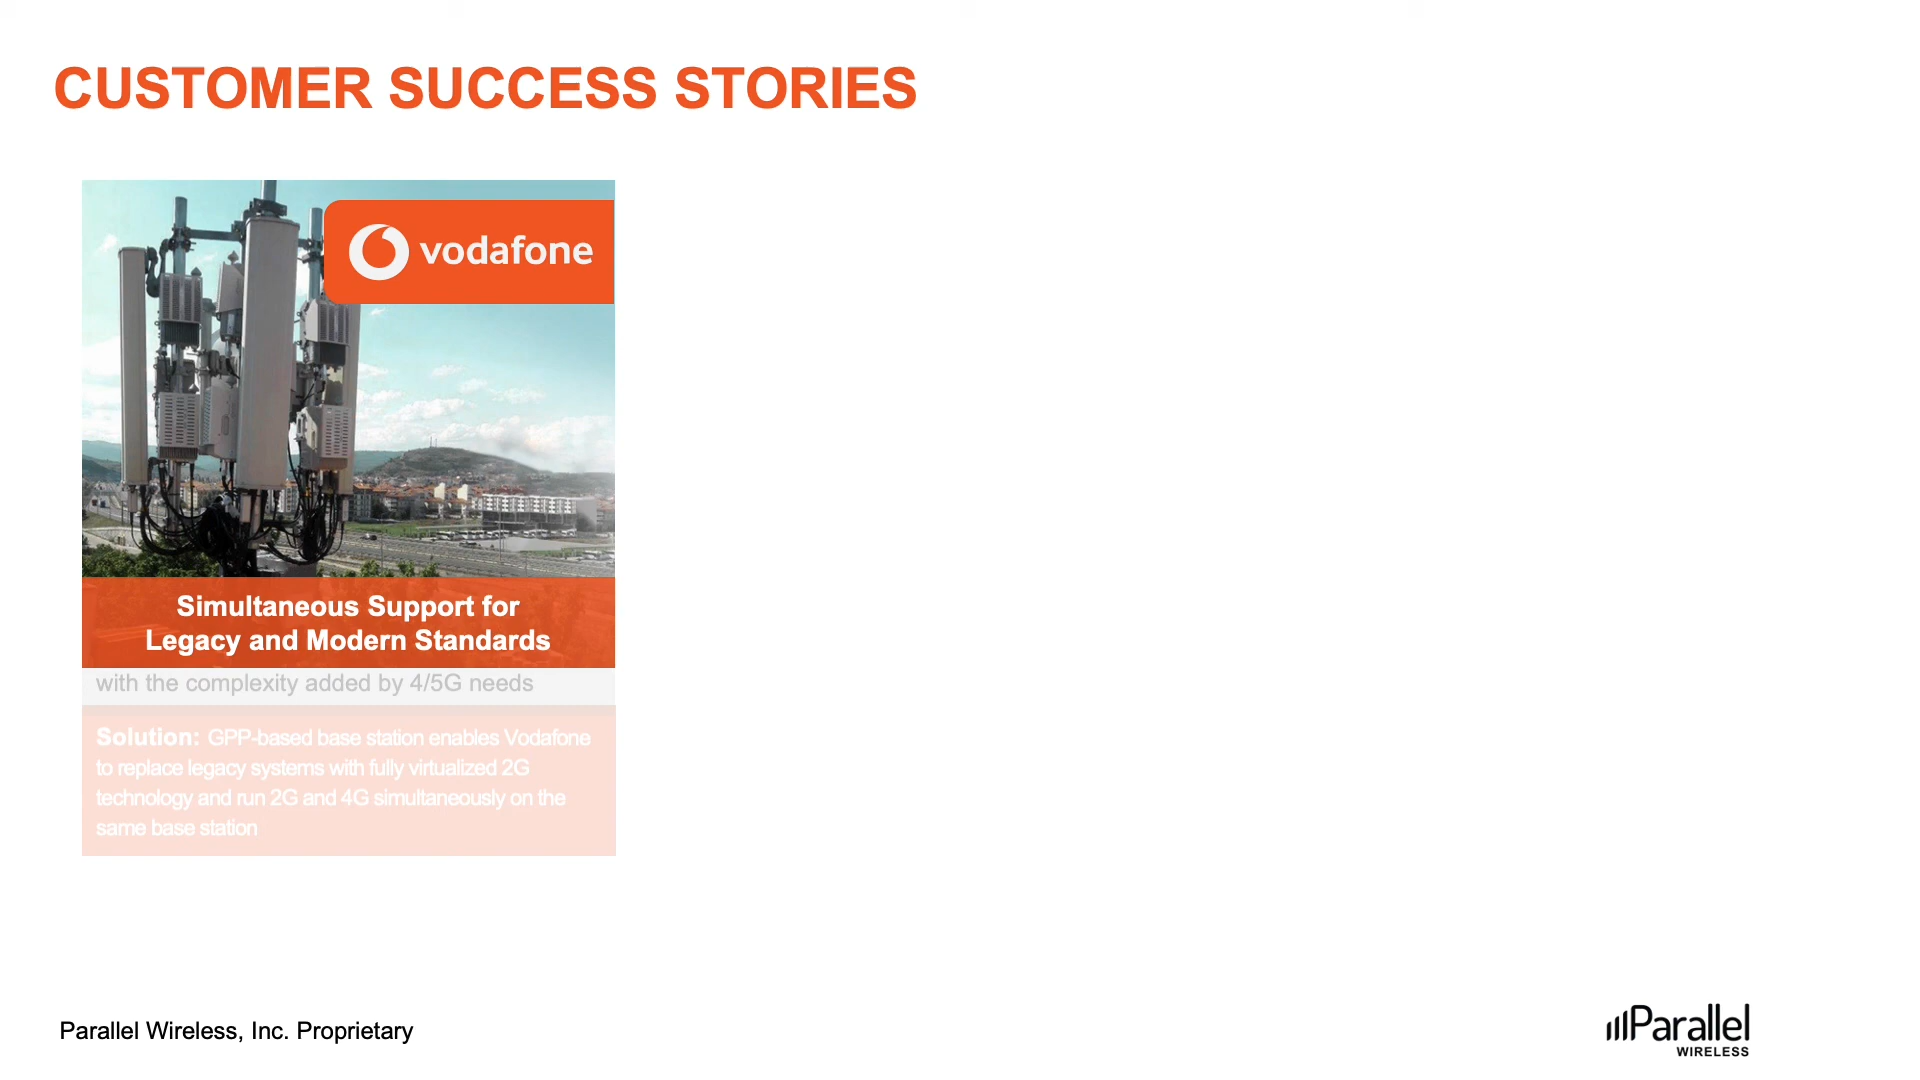 CUSTOMER SUCCESS STORIES
vodafone
Simultaneous Support for
Legacy and Modern Standards
with the complexity added by 4/5G needs
Solution: GPP-based base station enables Vodafone
to replace legacy systems with fully virtualized 2G
technology and run 2G and 4G simultaneously on the
same base station
Parallel Wireless, Inc. Proprietary
Parallel
WIRELESS